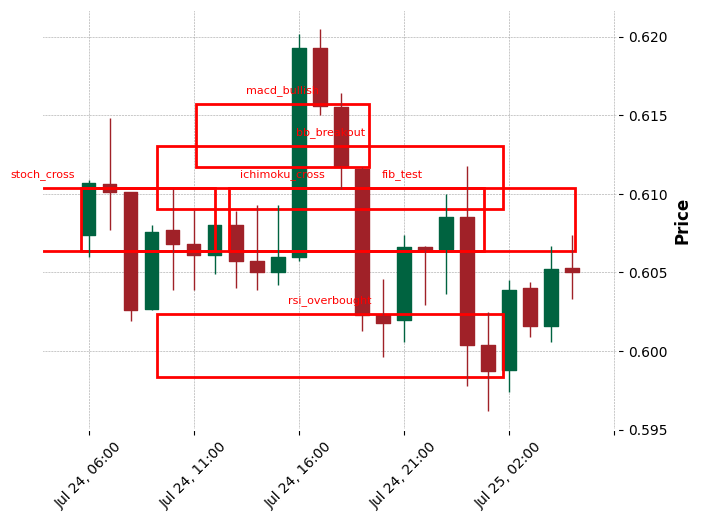 macd_bullish
bb_breakout
stoch_cross
ichimoku_cross
fib_test
rsi_overbought
0.620
0.615
0.610
0.605
0.600
0.595
Price
Jul 24, 06:00
Jul 24, 11:00
Jul 24, 16:00
Jul 24, 21:00
Jul 25, 02:00